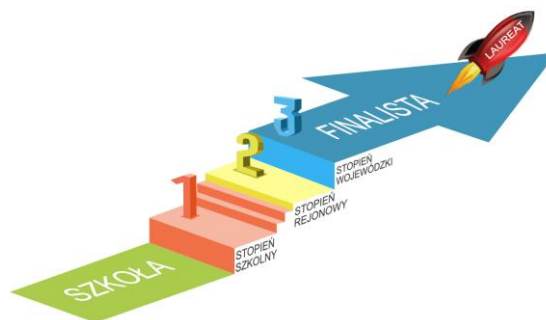 LAUREAT
3
FINALISTA
STOPIEŃ
WOJEWÓDZKI
2
STOPIEŃ
REJONOWY
1
STOPIEŃ
SZKOLNY
SZKOŁA